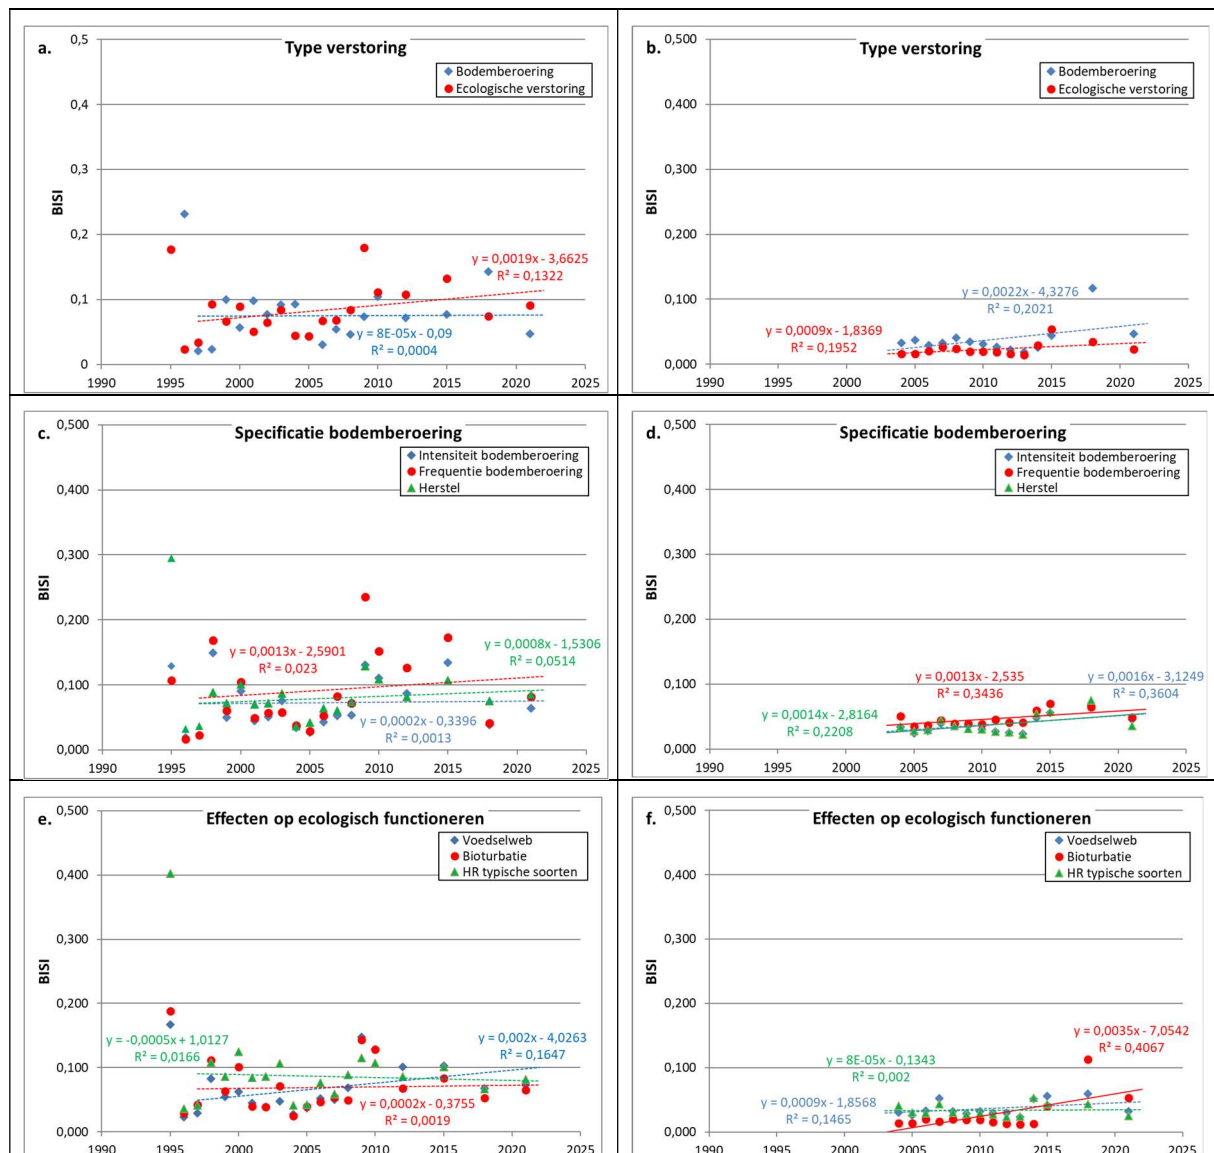 a.
Type verstoring
0,5
0,4
0,3
0,2
0,1
0
BISI
Bodemberoering
Ecologische verstoring
y = 0,0019x - 3,6625
R² = 0,1322
y = 8E-05x - 0,09
R² = 0,0004
1990 1995 2000 2005 2010 2015 2020 2025
b.
Type verstoring
0,500
0,400
0,300
0,200
0,100
0,000
BISI
Bodemberoering
Ecologische verstoring
y = 0,0022x - 4,3276
R² = 0,2021
y = 0,0009x - 1,8369
R² = 0,1952
1990 1995 2000 2005 2010 2015 2020 2025
c.
Specificatie bodemberoering
0,500
0,400
0,300
0,200
0,100
0,000
BISI
Intensiteit bodemberoering
Frequentie bodemberoering
Herstel
y = 0,0013x - 2,5901
R² = 0,023
y = 0,0008x - 1,5306
R² = 0,0514
y = 0,0002x - 0,3396
R² = 0,0013
1990 1995 2000 2005 2010 2015 2020 2025
d.
Specificatie bodemberoering
0,500
0,400
0,300
0,200
0,100
0,000
BISI
Intensiteit bodemberoering
Frequentie bodemberoering
Herstel
y = 0,0013x - 2,535
R² = 0,3436
y = 0,0016x - 3,1249
R² = 0,3604
y = 0,0014x - 2,8164
R² = 0,2208
1990 1995 2000 2005 2010 2015 2020 2025
e.
Effecten op ecologisch functioneren
0,500
0,400
0,300
0,200
0,100
0,000
BISI
Voedselweb
Bioturbatie
HR typische soorten
y = -0,0005x + 1,0127
R² = 0,0166
y = 0,002x - 4,0263
R² = 0,1647
y = 0,0002x - 0,3755
R² = 0,0019
1990 1995 2000 2005 2010 2015 2020 2025
f.
Effecten op ecologisch functioneren
0,500
0,400
0,300
0,200
0,100
0,000
BISI
Voedselweb
Bioturbatie
HR typische soorten
y = 0,0035x - 7,0542
R² = 0,4067
y = 8E-05x - 0,1343
R² = 0,002
y = 0,0009x - 1,8568
R² = 0,1465
1990 1995 2000 2005 2010 2015 2020 2025